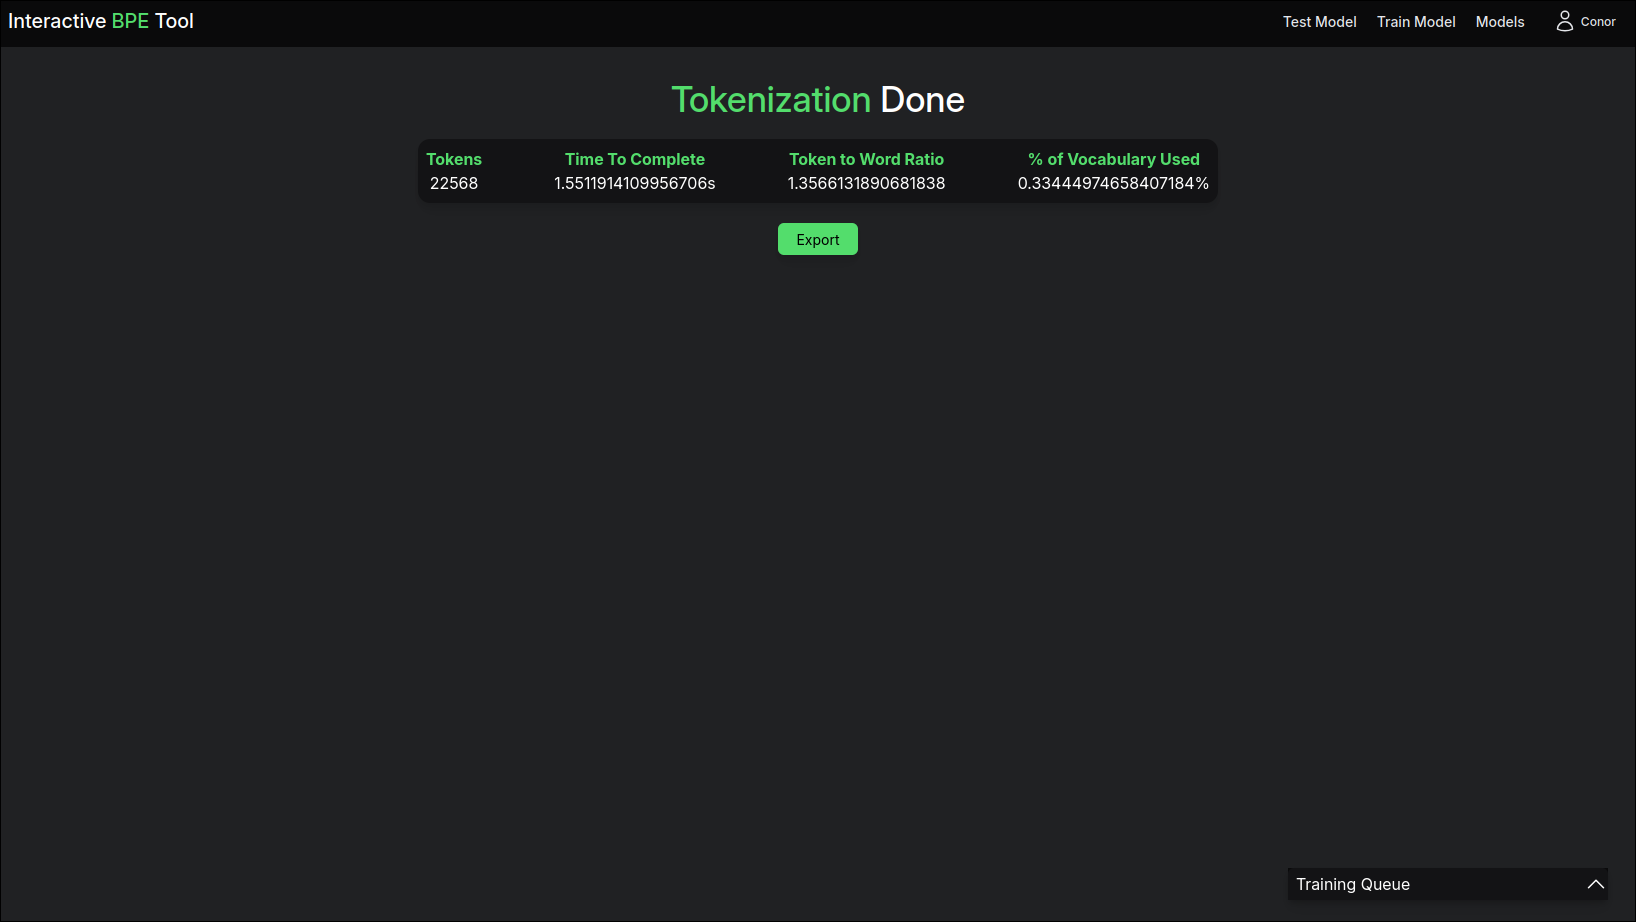 Interactive BPE Tool
Test Model Train Model Models Conor
Tokenization Done
Tokens Time To Complete Token to Word Ratio % of Vocabulary Used
22568 1.5511914109956706s 1.3566131890681838 0.33444974658407184%
Export
Training Queue